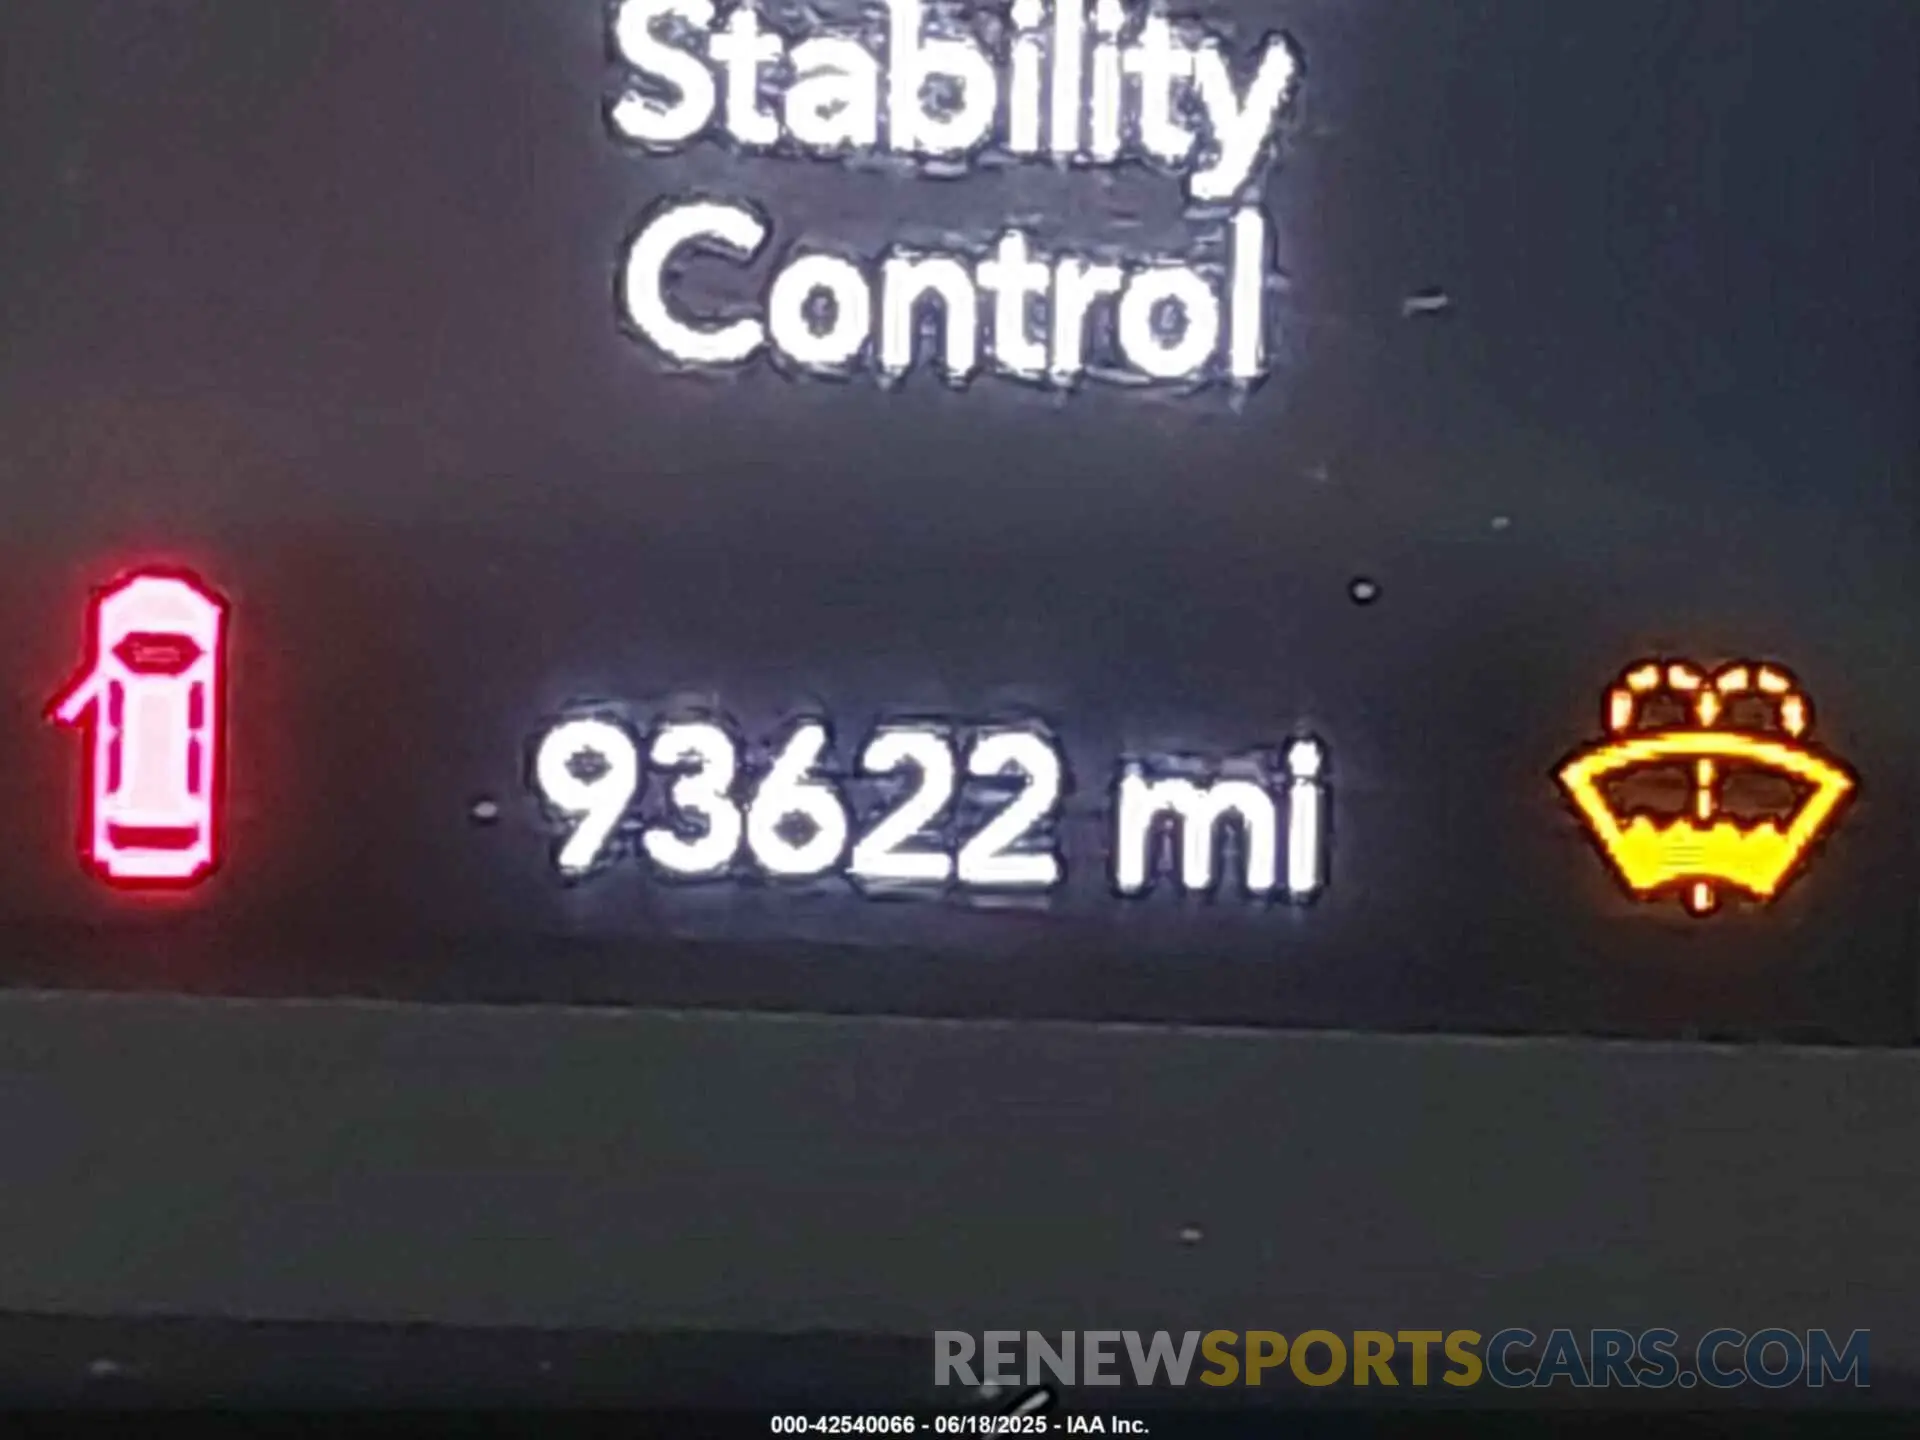 Stability
Control
93622 mi
RENEWSPORTSCARS.COM
000-42540066 - 06/18/2025 - IAA Inc.